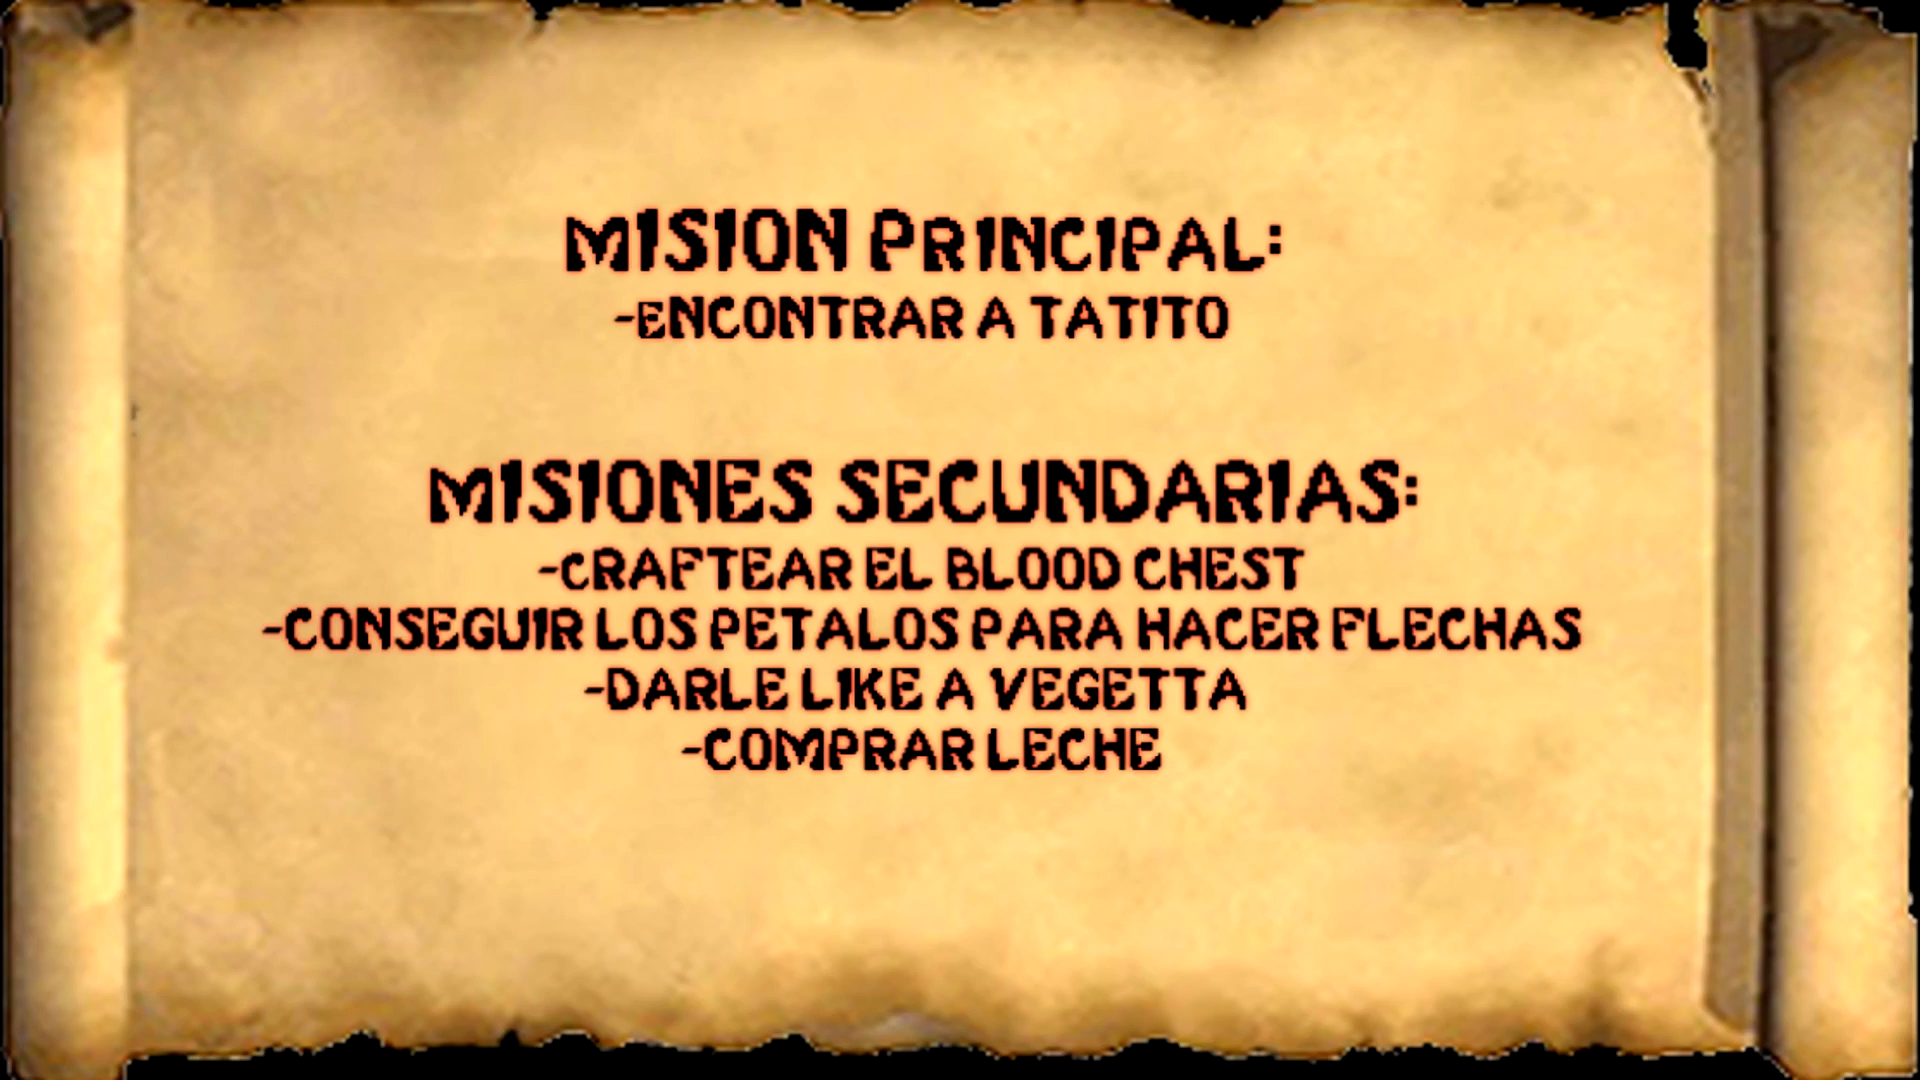 MISION PRINCIPAL:
-ENCONTRAR A TATITO
MISIONES SECUNDARIAS:
-CRAFTEAR EL BLOOD CHEST
-CONSEGUIR LOS PETALOS PARA HACER FLECHAS
-DARLE LIKE A VEGETTA
-COMPRAR LECHE